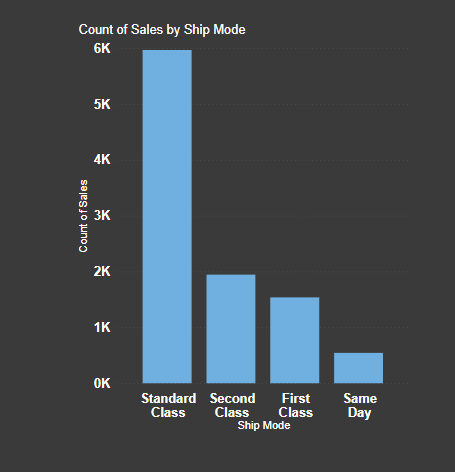 Count of Sales by Ship Mode
6K
5K
4K
3K
2K
1K
0K
Count of Sales
Standard Class
Second Class
First Class
Same Day
Ship Mode